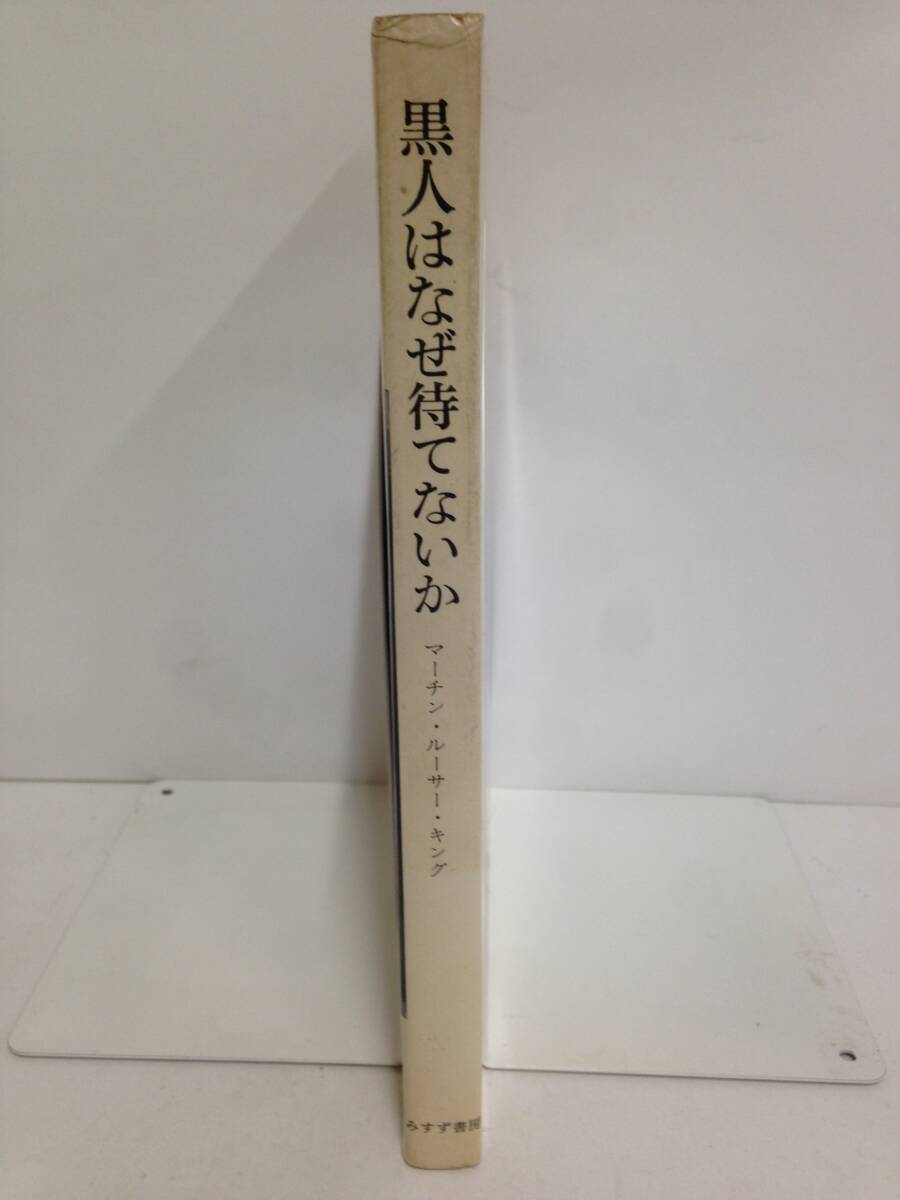 黒人はなぜ待てないか
マーチン・ルーサー・キング
みすず書房